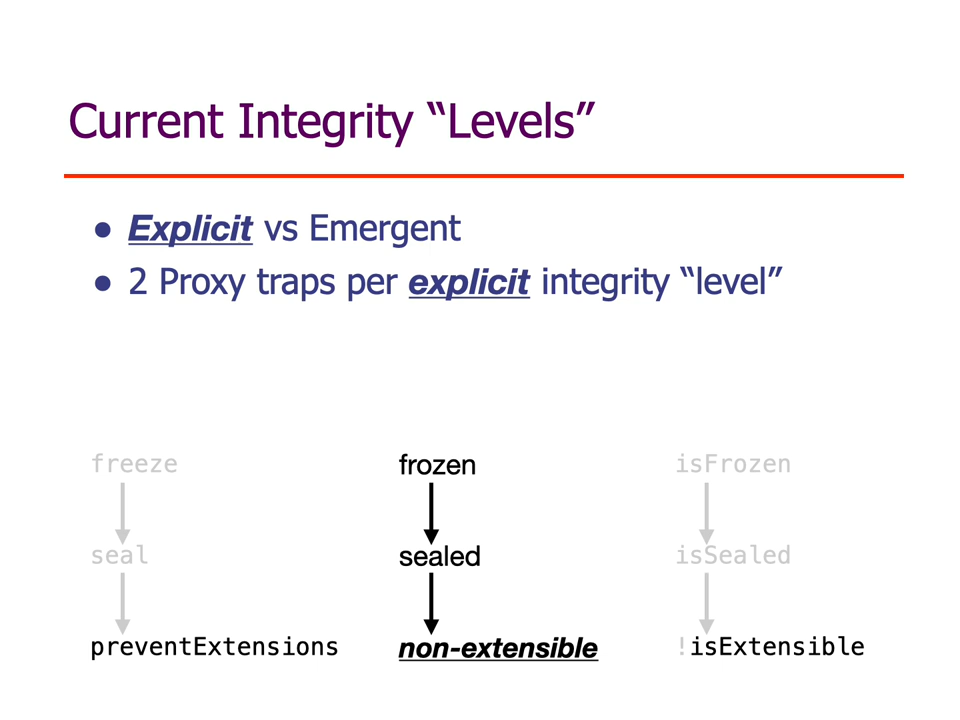 Current Integrity “Levels”
● Explicit vs Emergent
● 2 Proxy traps per explicit integrity “level”
freeze frozen isFrozen
seal sealed isSealed
preventExtensions non-extensible !isExtensible